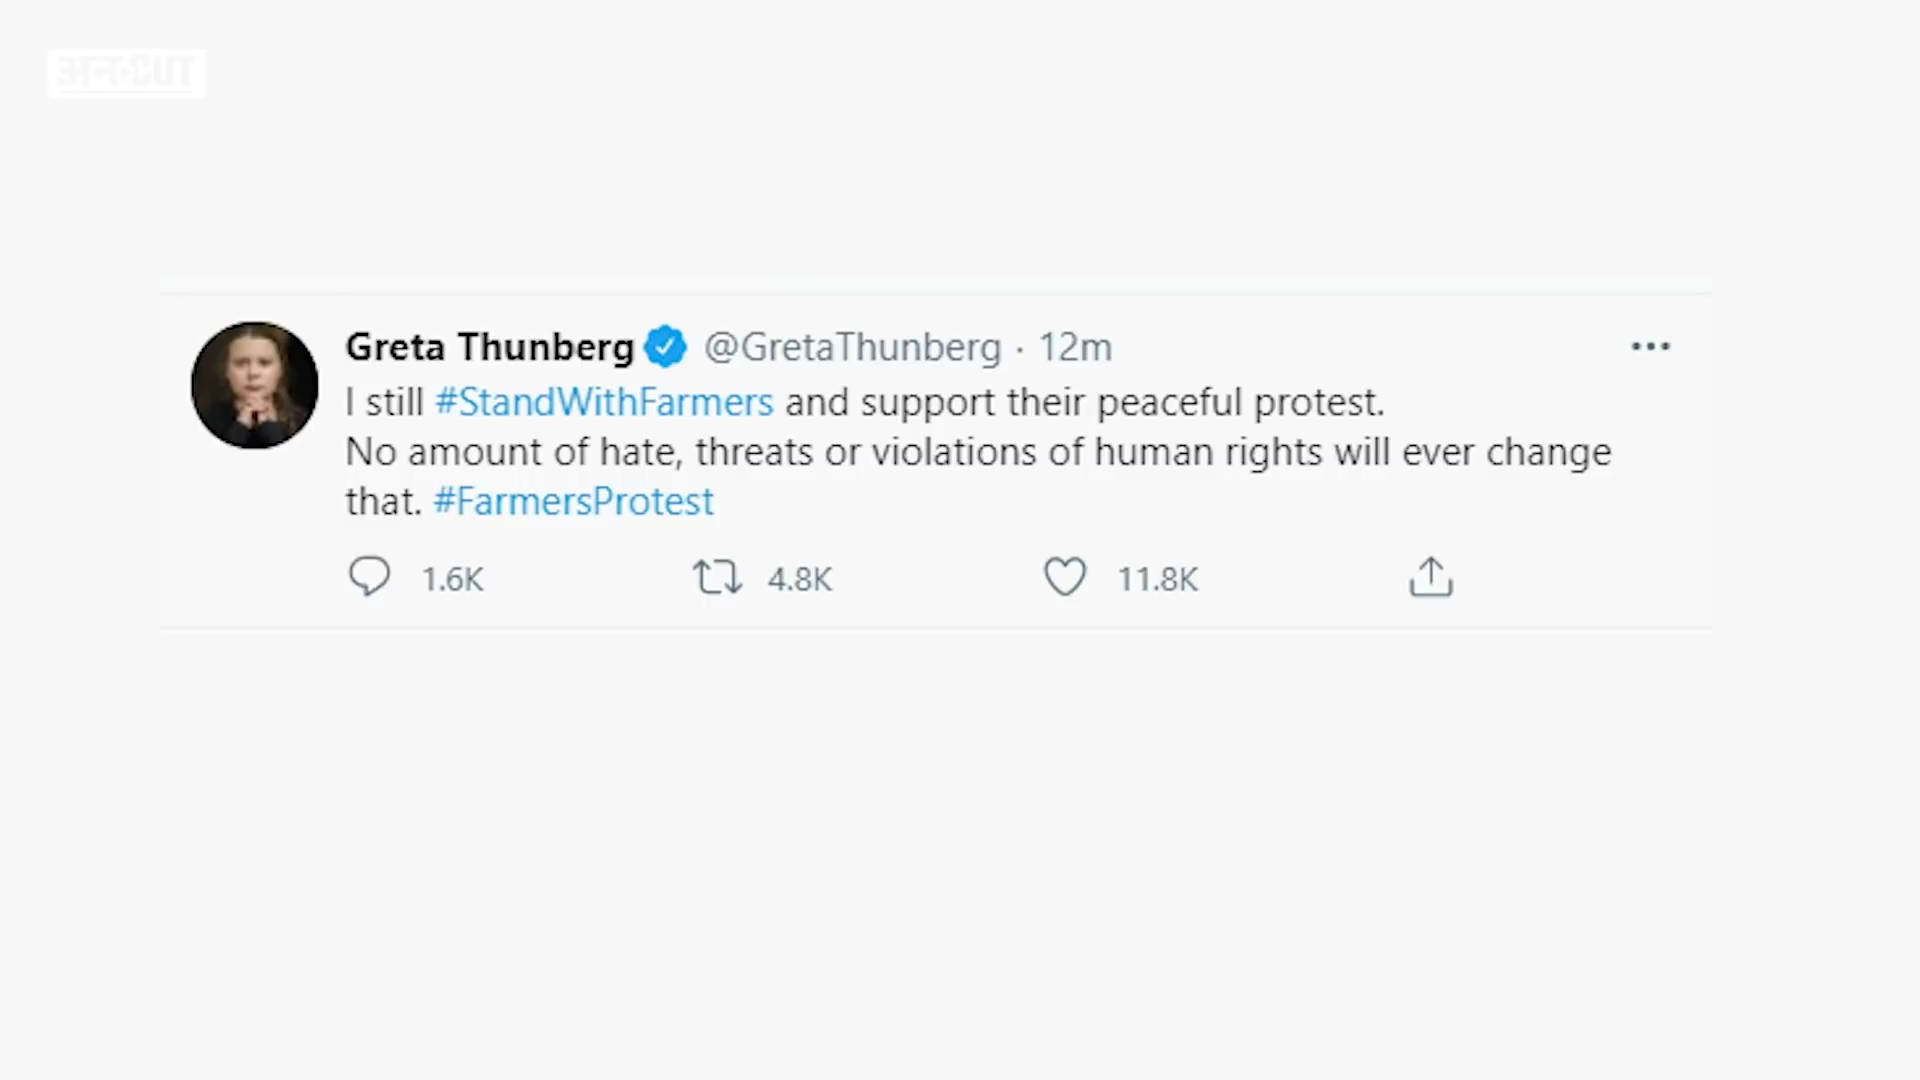 अनCUT
Greta Thunberg @GretaThunberg · 12m
I still #StandWithFarmers and support their peaceful protest.
No amount of hate, threats or violations of human rights will ever change
that. #FarmersProtest
1.6K 4.8K 11.8K